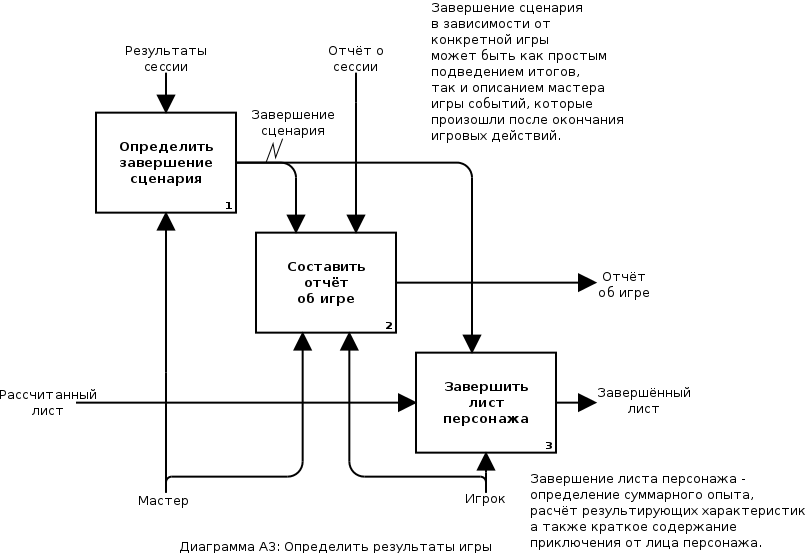 Завершение сценария
в зависимости от
конкретной игры
может быть как простым
подведением итогов,
так и описанием мастера
игры событий, которые
произошли после окончания
игровых действий.
Результаты
сессии
Отчёт о
сессии
Завершение
сценария
Определить
завершение
сценария
1
Составить
отчёт
об игре
2
Отчёт
об игре
Завершить
лист
персонажа
3
Рассчитанный
лист
Завершённый
лист
Мастер
Игрок
Завершение листа персонажа -
определение суммарного опыта,
расчёт результирующих характеристик
а также краткое содержание
приключения от лица персонажа.
Диаграмма А3: Определить результаты игры